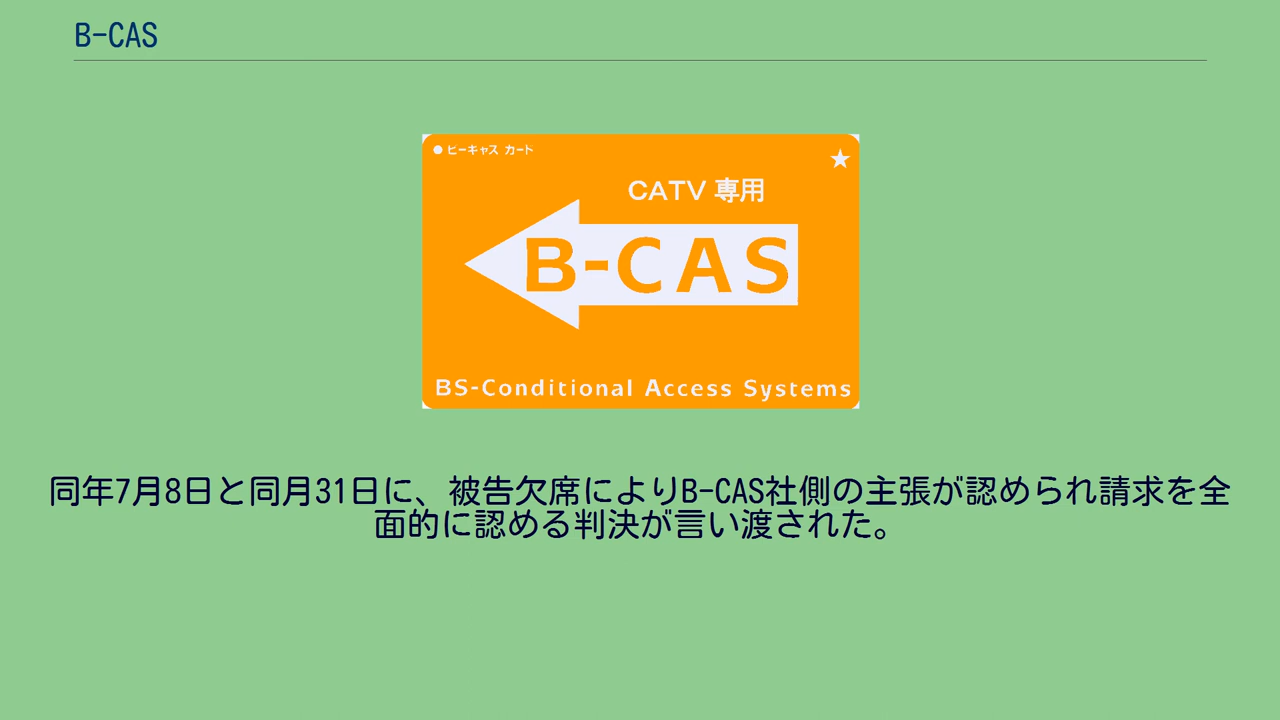 B-CAS
●ビーキャス カード
★
CATV 専用
B-CAS
BS-Conditional Access Systems
同年7月8日と同月31日に、被告欠席によりB-CAS社側の主張が認められ請求を全
面的に認める判決が言い渡された。